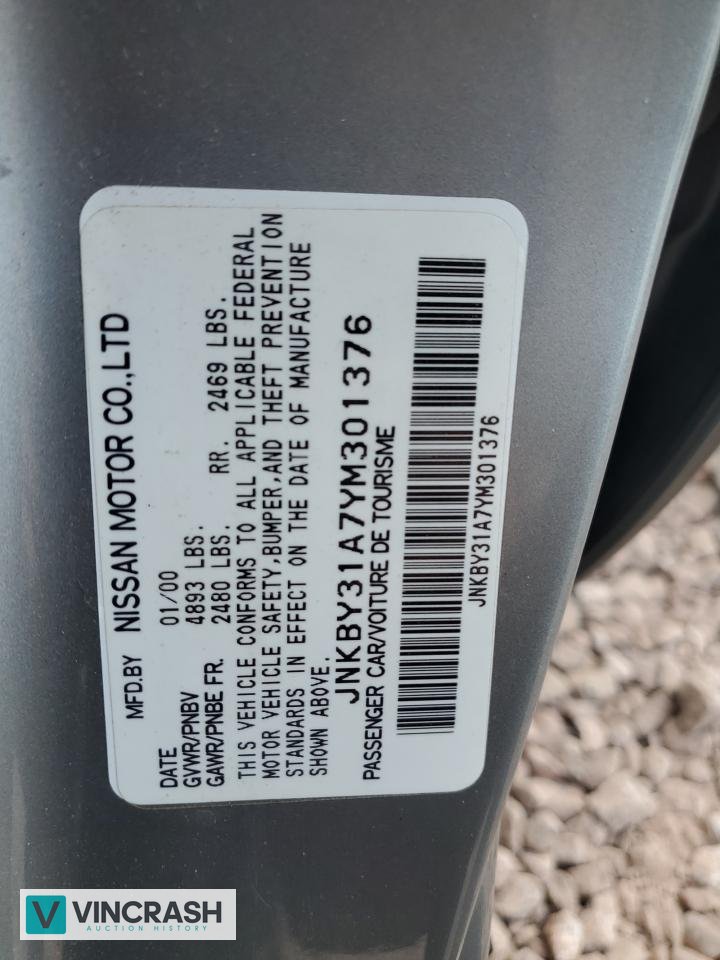 MFD.BY NISSAN MOTOR CO.,LTD
DATE 01/00
GVWR/PNBV 4893 LBS.
GAWR/PNBE FR. 2480 LBS. RR. 2469 LBS.
THIS VEHICLE CONFORMS TO ALL APPLICABLE FEDERAL
MOTOR VEHICLE SAFETY,BUMPER,AND THEFT PREVENTION
STANDARDS IN EFFECT ON THE DATE OF MANUFACTURE
SHOWN ABOVE.
JNKBY31A7YM301376
PASSENGER CAR/VOITURE DE TOURISME
JNKBY31A7YM301376
V VINCRASH
AUCTION HISTORY